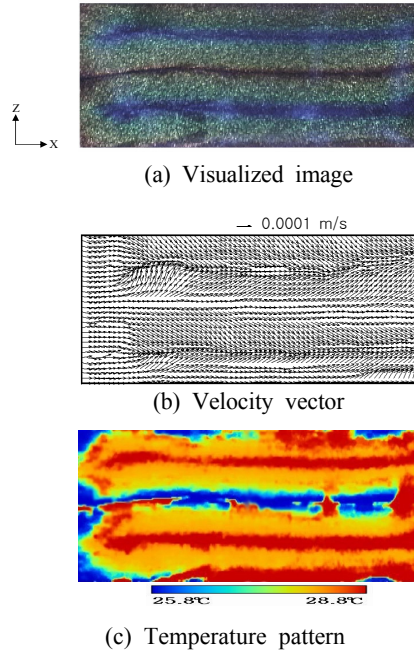 Z
X
(a) Visualized image
0.0001 m/s
(b) Velocity vector
25.8℃ 28.8℃
(c) Temperature pattern